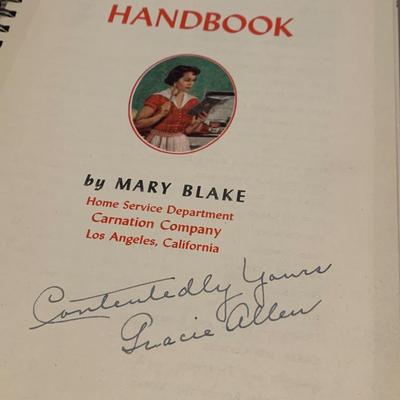 HANDBOOK
by MARY BLAKE
Home Service Department
Carnation Company
Los Angeles, California
Contentedly Yours
Gracie Allen